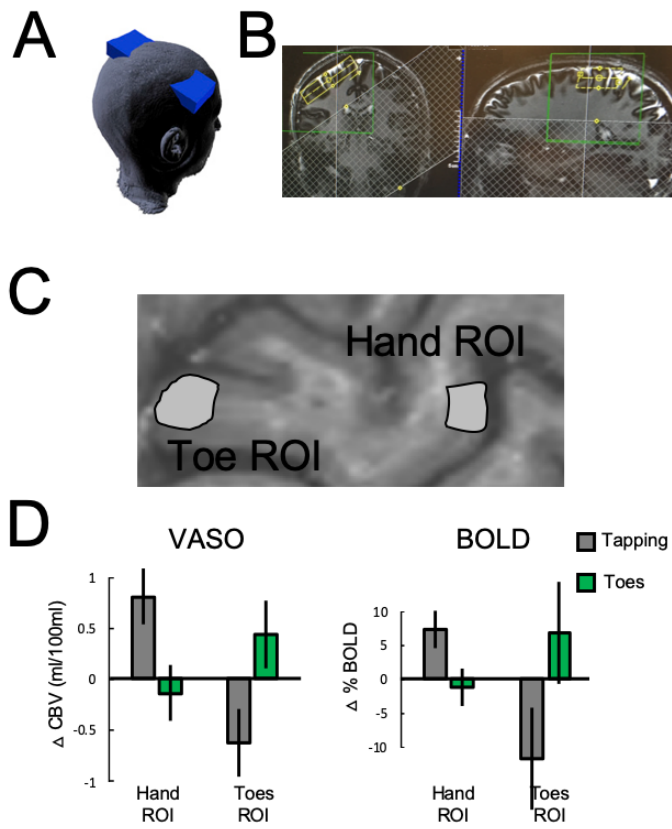 A
B
C
Hand ROI
Toe ROI
D
VASO
BOLD
Tapping
Toes
Δ CBV (ml/100ml)
1
0.5
0
-0.5
-1
Hand
ROI
Toes
ROI
Δ % BOLD
10
5
0
-5
-10
Hand
ROI
Toes
ROI